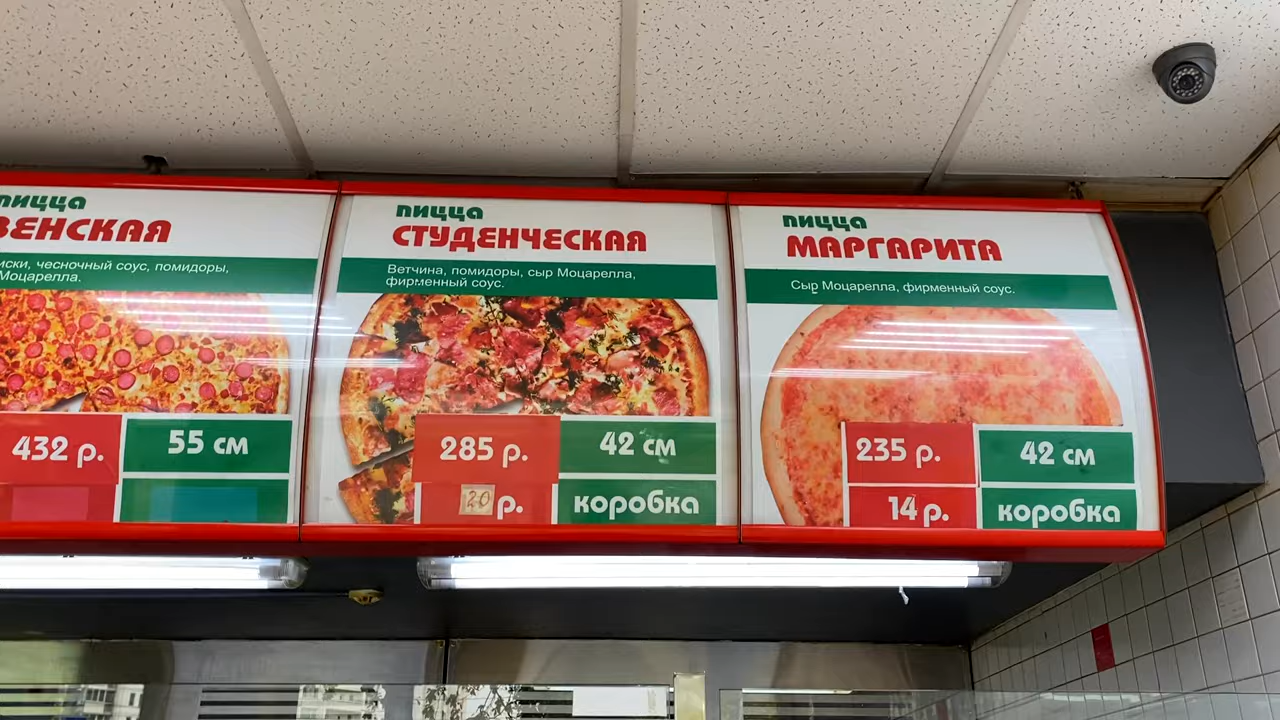 пицца
ВЕНСКАЯ
чесночный соус, помидоры,
Моцарелла.
432 р.
55 см
пицца
СТУДЕНЧЕСКАЯ
Ветчина, помидоры, сыр Моцарелла,
фирменный соус.
285 р.
42 см
20 р.
коробка
пицца
МАРГАРИТА
Сыр Моцарелла, фирменный соус.
235 р.
42 см
14 р.
коробка